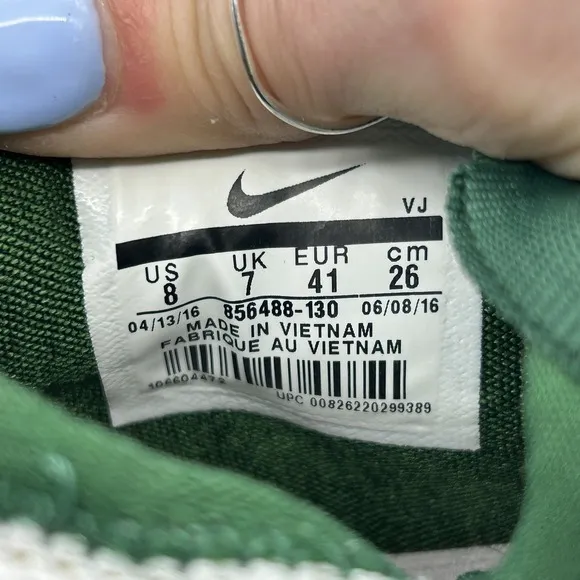 VJ
US UK EUR cm
8 7 41 26
04/13/16 856488-130 06/08/16
MADE IN VIETNAM
FABRIQUE AU VIETNAM
UPC 00826220299389